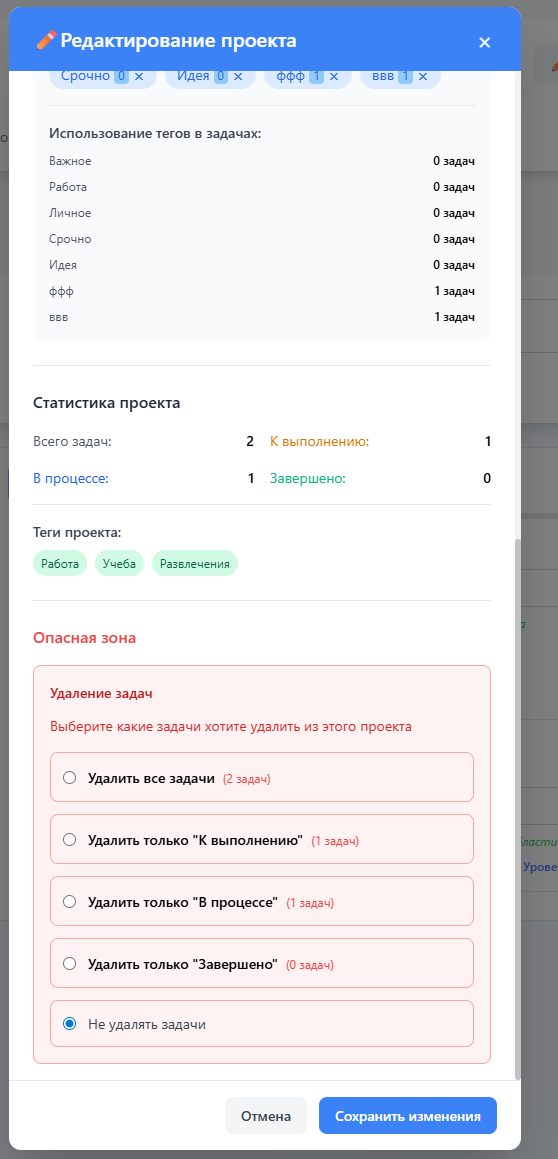 Редактирование проекта ×
Срочно 0 × Идея 0 × ффф 1 × ввв 1 ×
Использование тегов в задачах:
Важное 0 задач
Работа 0 задач
Личное 0 задач
Срочно 0 задач
Идея 0 задач
ффф 1 задач
ввв 1 задач
Статистика проекта
Всего задач: 2 К выполнению: 1
В процессе: 1 Завершено: 0
Теги проекта:
Работа Учеба Развлечения
Опасная зона
Удаление задач
Выберите какие задачи хотите удалить из этого проекта
Удалить все задачи (2 задач)
Удалить только "К выполнению" (1 задач)
Удалить только "В процессе" (1 задач)
Удалить только "Завершено" (0 задач)
Не удалять задачи
Отмена Сохранить изменения